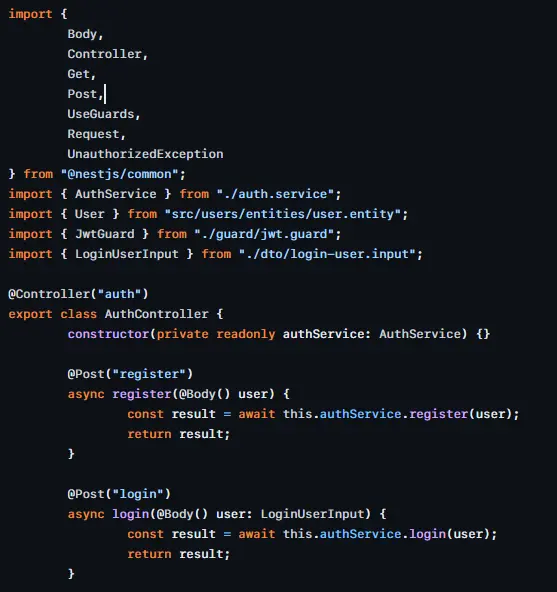 import {
        Body,
        Controller,
        Get,
        Post,
        UseGuards,
        Request,
        UnauthorizedException
} from "@nestjs/common";
import { AuthService } from "./auth.service";
import { User } from "src/users/entities/user.entity";
import { JwtGuard } from "./guard/jwt.guard";
import { LoginUserInput } from "./dto/login-user.input";

@Controller("auth")
export class AuthController {
        constructor(private readonly authService: AuthService) {}

        @Post("register")
        async register(@Body() user) {
                const result = await this.authService.register(user);
                return result;
        }

        @Post("login")
        async login(@Body() user: LoginUserInput) {
                const result = await this.authService.login(user);
                return result;
        }